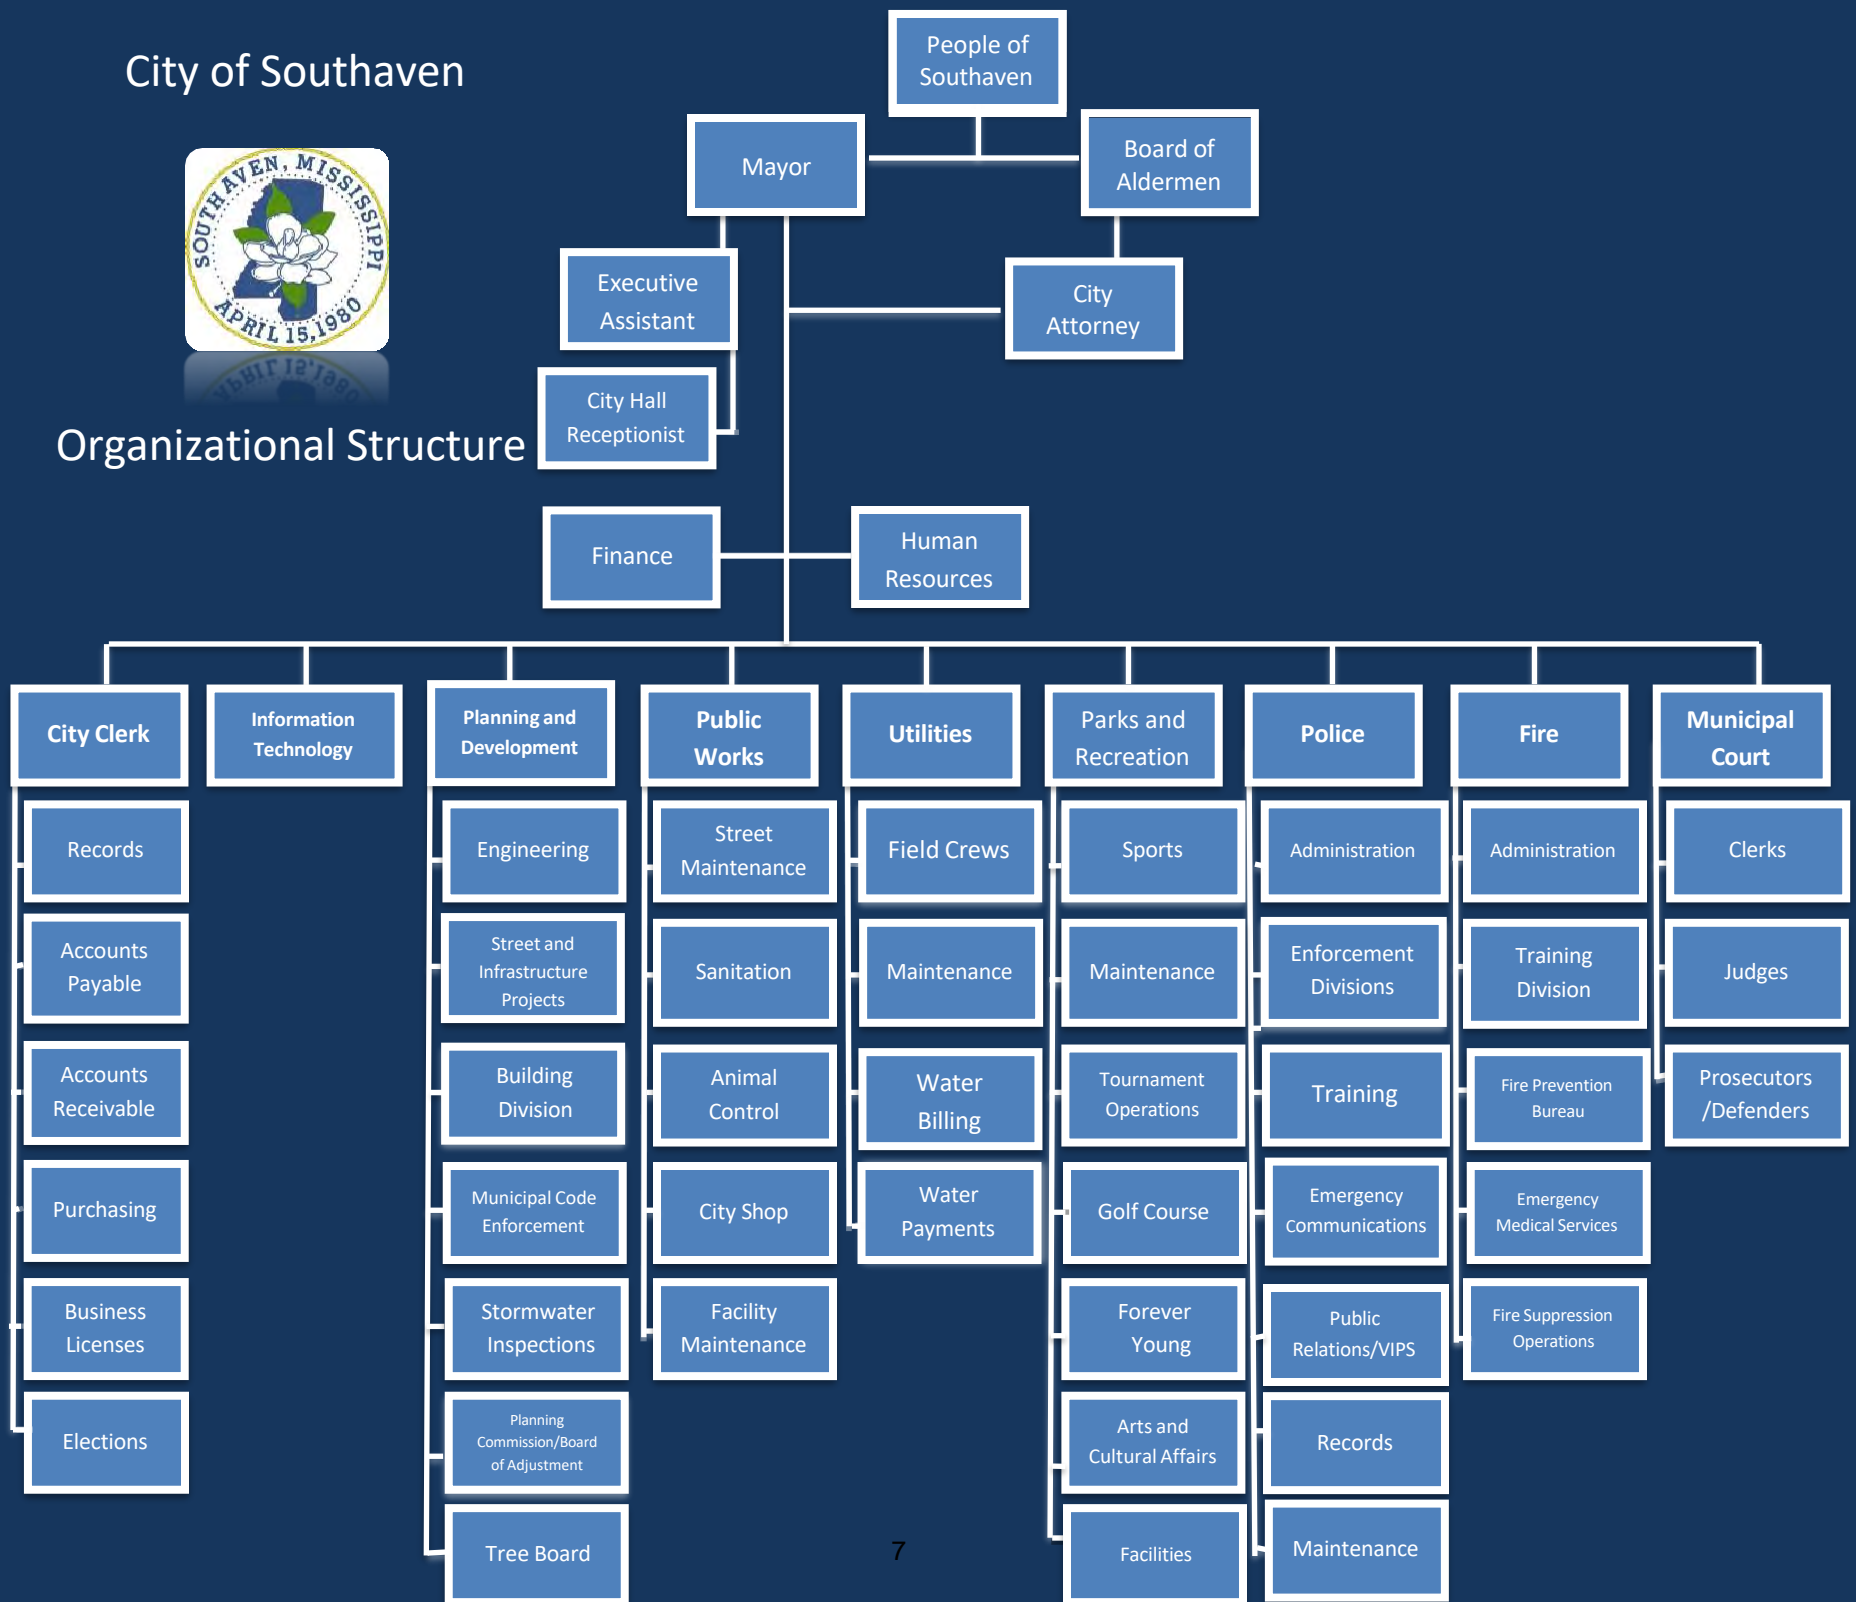 City of Southaven
SOUTHAVEN, MISSISSIPPI
APRIL 15, 1980
Organizational Structure
People of
Southaven
Mayor
Board of
Aldermen
Executive
Assistant
City
Attorney
City Hall
Receptionist
Finance
Human
Resources
City Clerk
Records
Accounts
Payable
Accounts
Receivable
Purchasing
Business
Licenses
Elections
Information
Technology
Planning and
Development
Engineering
Street and
Infrastructure
Projects
Building
Division
Municipal Code
Enforcement
Stormwater
Inspections
Planning
Commission/Board
of Adjustment
Tree Board
Public
Works
Street
Maintenance
Sanitation
Animal
Control
City Shop
Facility
Maintenance
Utilities
Field Crews
Maintenance
Water
Billing
Water
Payments
Parks and
Recreation
Sports
Maintenance
Tournament
Operations
Golf Course
Forever
Young
Arts and
Cultural Affairs
Facilities
Police
Administration
Enforcement
Divisions
Training
Emergency
Communications
Public
Relations/VIPS
Records
Maintenance
Fire
Administration
Training
Division
Fire Prevention
Bureau
Emergency
Medical Services
Fire Suppression
Operations
Municipal
Court
Clerks
Judges
Prosecutors
/Defenders
7